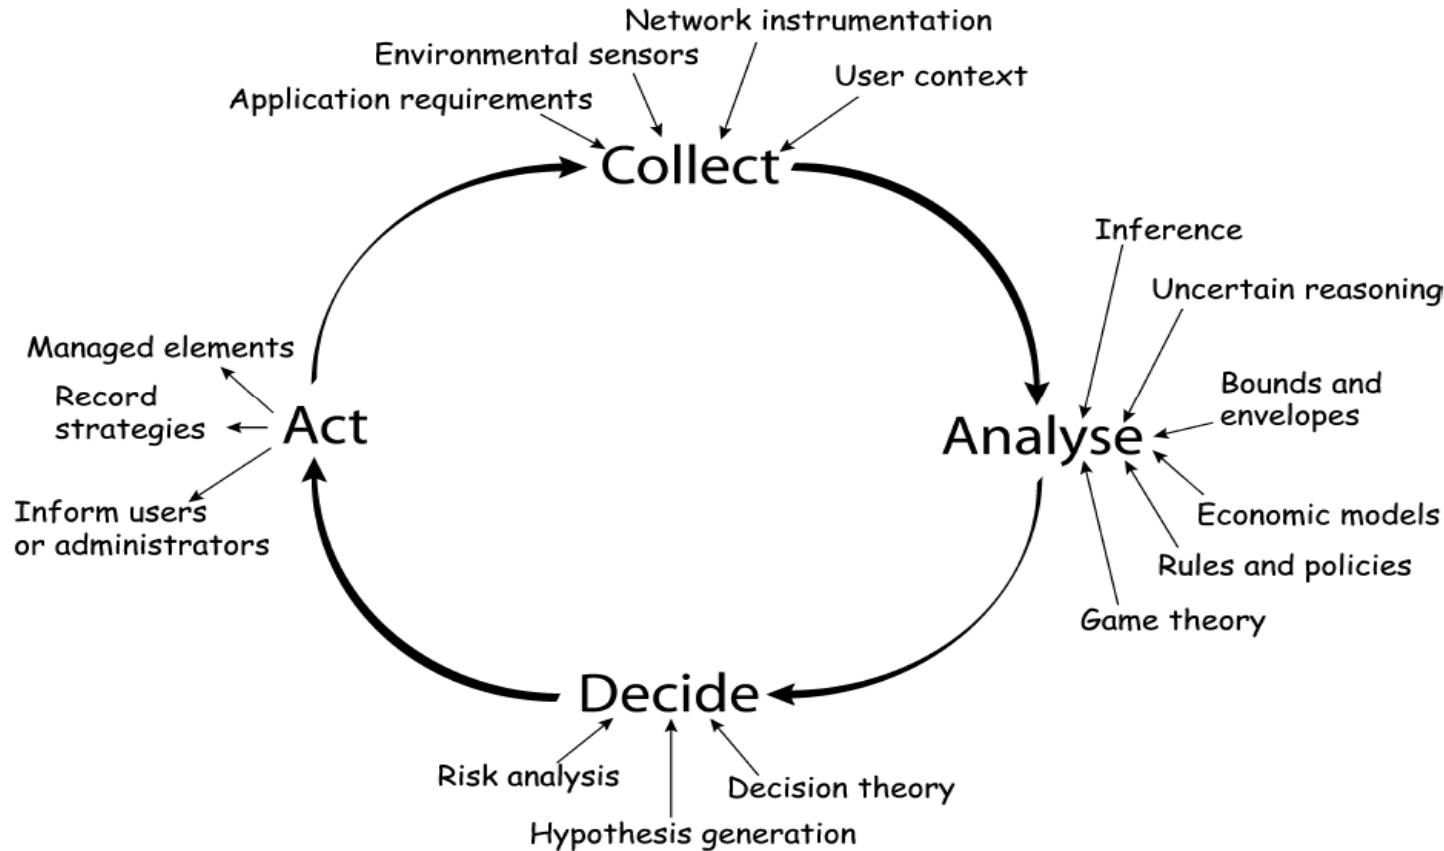 Network instrumentation
Environmental sensors
User context
Application requirements
Collect
Inference
Uncertain reasoning
Managed elements
Bounds and
envelopes
Record
strategies
Act
Analyse
Inform users
or administrators
Economic models
Rules and policies
Game theory
Decide
Risk analysis
Decision theory
Hypothesis generation